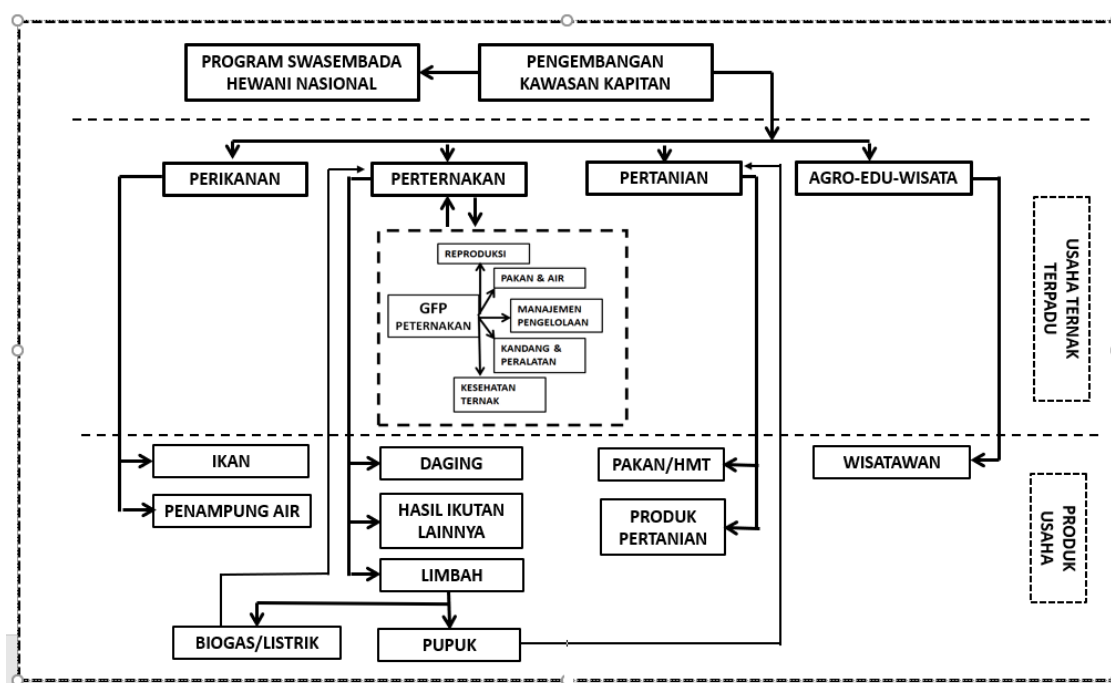 PROGRAM SWASEMBADA
HEWANI NASIONAL
PENGEMBANGAN
KAWASAN KAPITAN
PERIKANAN
PERTERNAKAN
PERTANIAN
AGRO-EDU-WISATA
REPRODUKSI
PAKAN & AIR
GFP
PETERNAKAN
MANAJEMEN
PENGELOLAAN
KANDANG &
PERALATAN
KESEHATAN
TERNAK
USAHA TERNAK
TERPADU
IKAN
DAGING
PAKAN/HMT
WISATAWAN
PENAMPUNG AIR
HASIL IKUTAN
LAINNYA
PRODUK
PERTANIAN
LIMBAH
PRODUK
USAHA
BIOGAS/LISTRIK
PUPUK